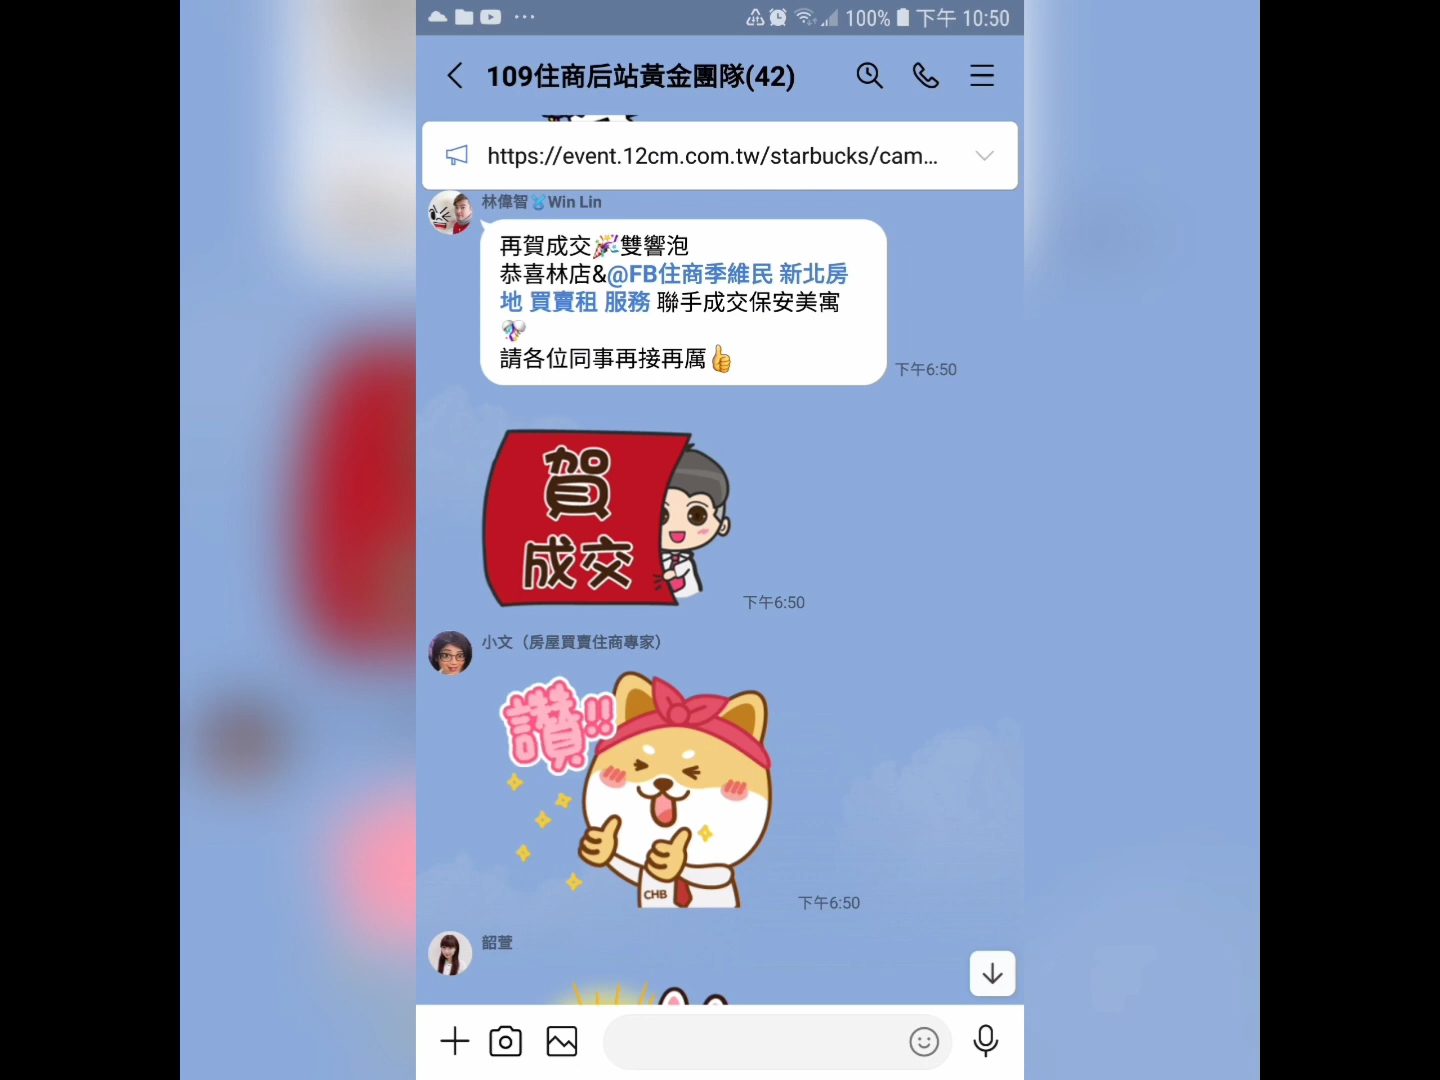 100% 下午 10:50
109住商后站黃金團隊(42)
https://event.12cm.com.tw/starbucks/cam...
林偉智Win Lin
再賀成交🎉雙響泡
恭喜林店&@FB住商季維民 新北房
地 買賣租 服務 聯手成交保安美寓
🎊
請各位同事再接再厲👍
下午6:50
賀
成交
下午6:50
小文（房屋買賣住商專家）
讚!!
CHB
下午6:50
韶萱